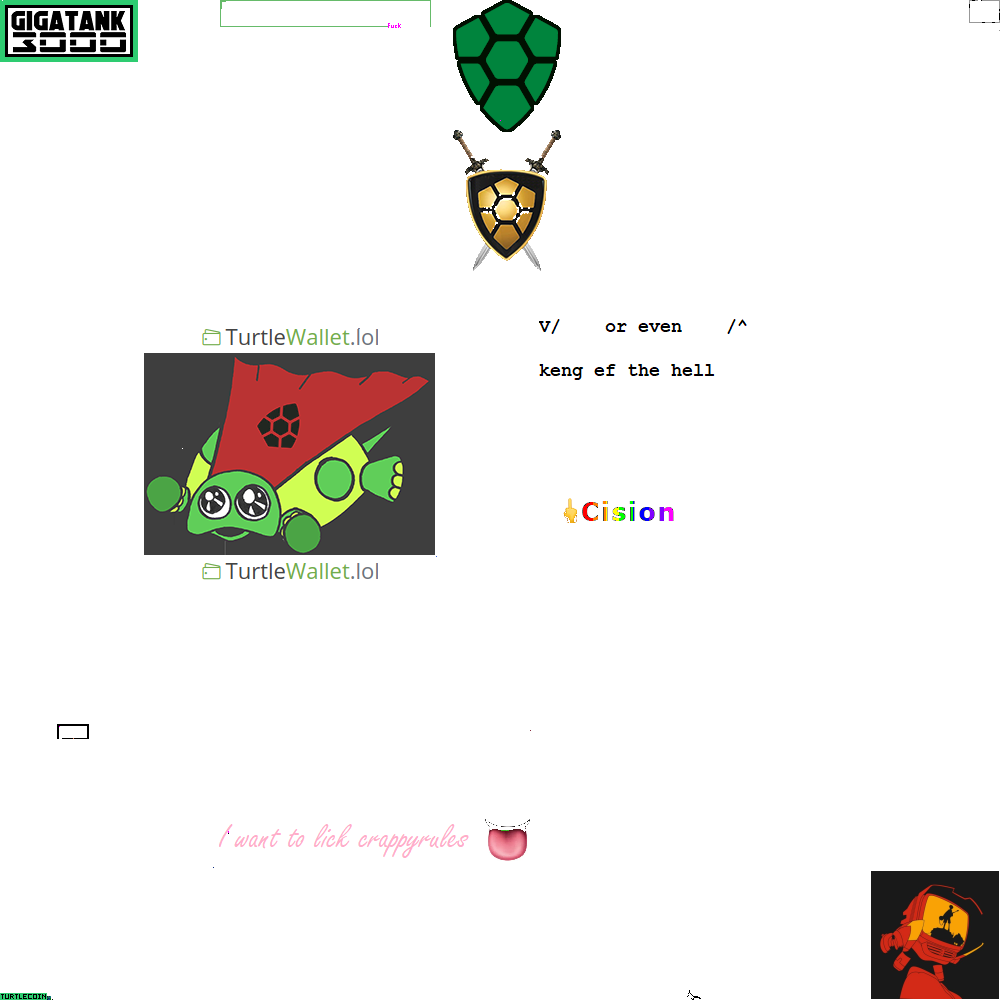 GIGATANK
3000
fuck
TurtleWallet.lol
V/ or even /^
keng ef the hell
Cision
TurtleWallet.lol
I want to lick crappyrules
TURTLECOIN